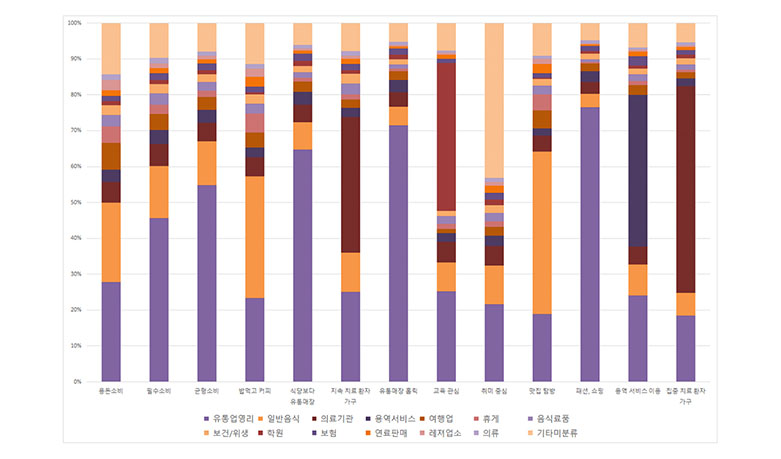 100%
90%
80%
70%
60%
50%
40%
30%
20%
10%
0%
용돈소비
필수소비
균형소비
밥먹고 커피
식당보다
유통매장
지속 치료 환자
가구
유통매장 홀릭
교육 관심
취미 중심
맛집 탐방
패션, 쇼핑
용역 서비스 이용
집중 치료 환자
가구
유통업영리 일반음식 의료기관 용역서비스 여행업 휴게 음식료품
보건/위생 학원 보험 연료판매 레저업소 의류 기타미분류